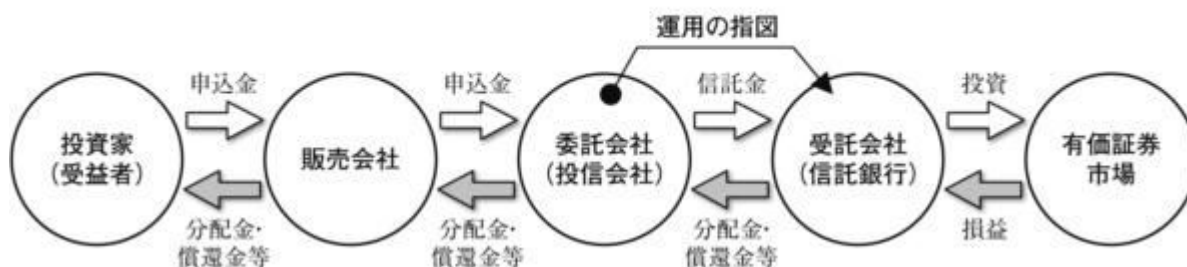 運用の指図
申込金
申込金
信託金
投資
投資家
(受益者)
販売会社
委託会社
(投信会社)
受託会社
(信託銀行)
有価証券
市場
分配金・
償還金等
分配金・
償還金等
分配金・
償還金等
損益